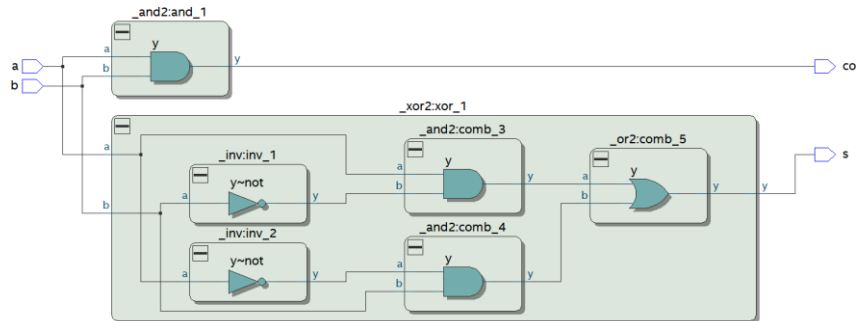 _and2:and_1
y
a
b
y
a
b
co
_xor2:xor_1
a
b
y
s
_inv:inv_1
y~not
a
y
_inv:inv_2
y~not
a
y
_and2:comb_3
y
a
b
y
_and2:comb_4
y
a
b
y
_or2:comb_5
y
a
b
y